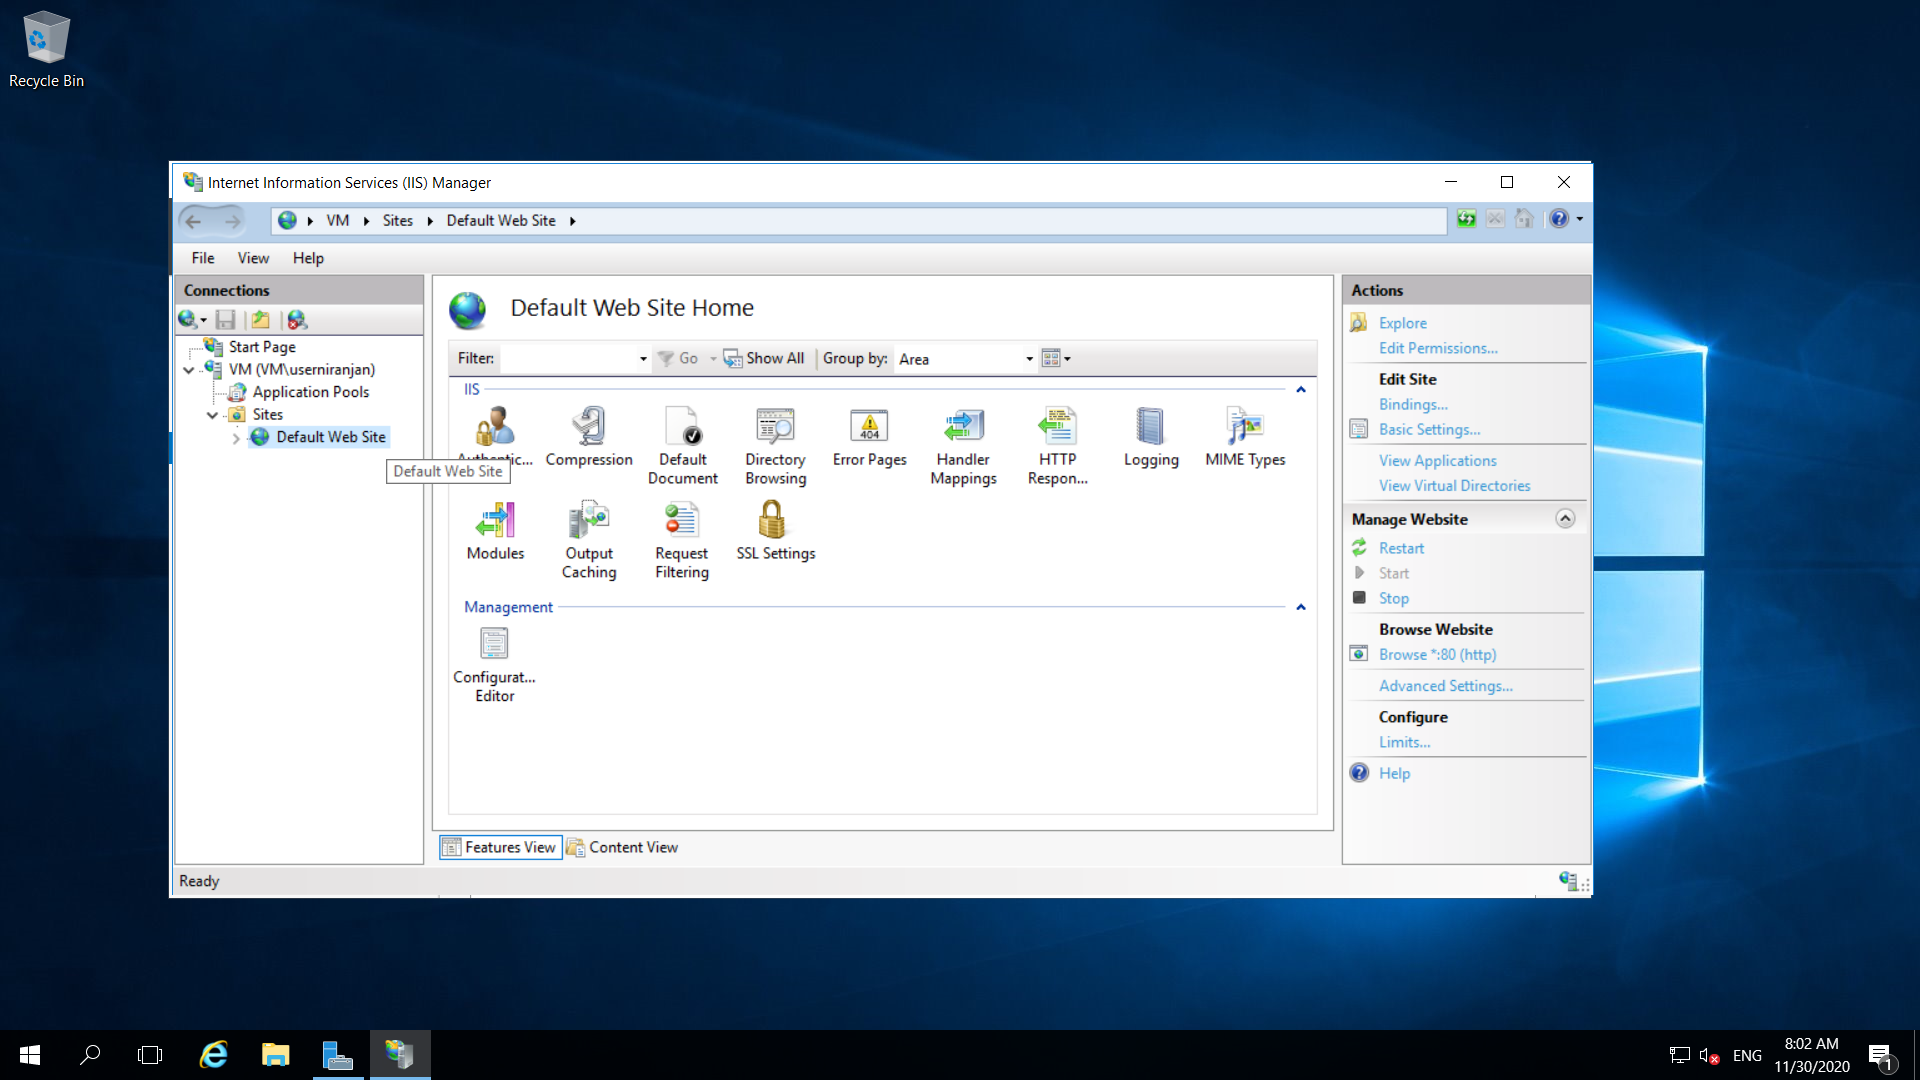 Recycle Bin
Internet Information Services (IIS) Manager
VM Sites Default Web Site
File View Help
Connections
Start Page
VM (VM\userniranjan)
Application Pools
Sites
Default Web Site
Default Web Site
Default Web Site Home
Filter: Go Show All Group by: Area
IIS
Authentic... Compression Default Document Directory Browsing Error Pages Handler Mappings HTTP Respon... Logging MIME Types
404
Modules Output Caching Request Filtering SSL Settings
Management
Configurat... Editor
Features View Content View
Ready
Actions
Explore
Edit Permissions...
Edit Site
Bindings...
Basic Settings...
View Applications
View Virtual Directories
Manage Website
Restart
Start
Stop
Browse Website
Browse *:80 (http)
Advanced Settings...
Configure
Limits...
Help
ENG
8:02 AM
11/30/2020
1